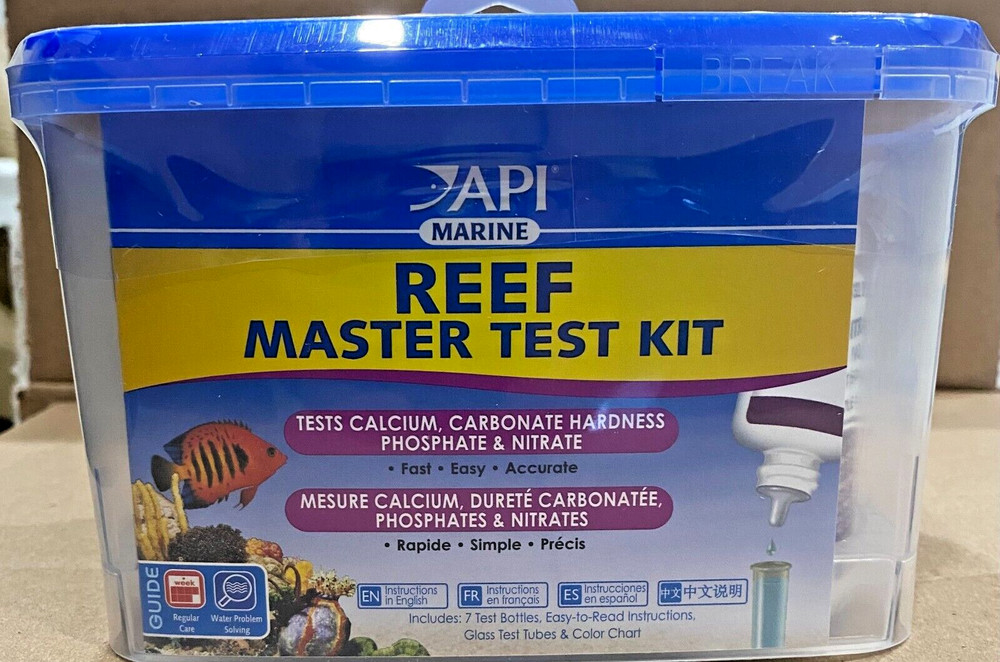 BREAK
API
MARINE
REEF
MASTER TEST KIT
TESTS CALCIUM, CARBONATE HARDNESS
PHOSPHATE & NITRATE
• Fast • Easy • Accurate
MESURE CALCIUM, DURETÉ CARBONATÉE,
PHOSPHATES & NITRATES
• Rapide • Simple • Précis
GUIDE
week
Regular
Care
Water Problem
Solving
EN Instructions
in English
FR Instructions
en français
ES Instrucciones
en español
中文 中文说明
Includes: 7 Test Bottles, Easy-to-Read Instructions,
Glass Test Tubes & Color Chart